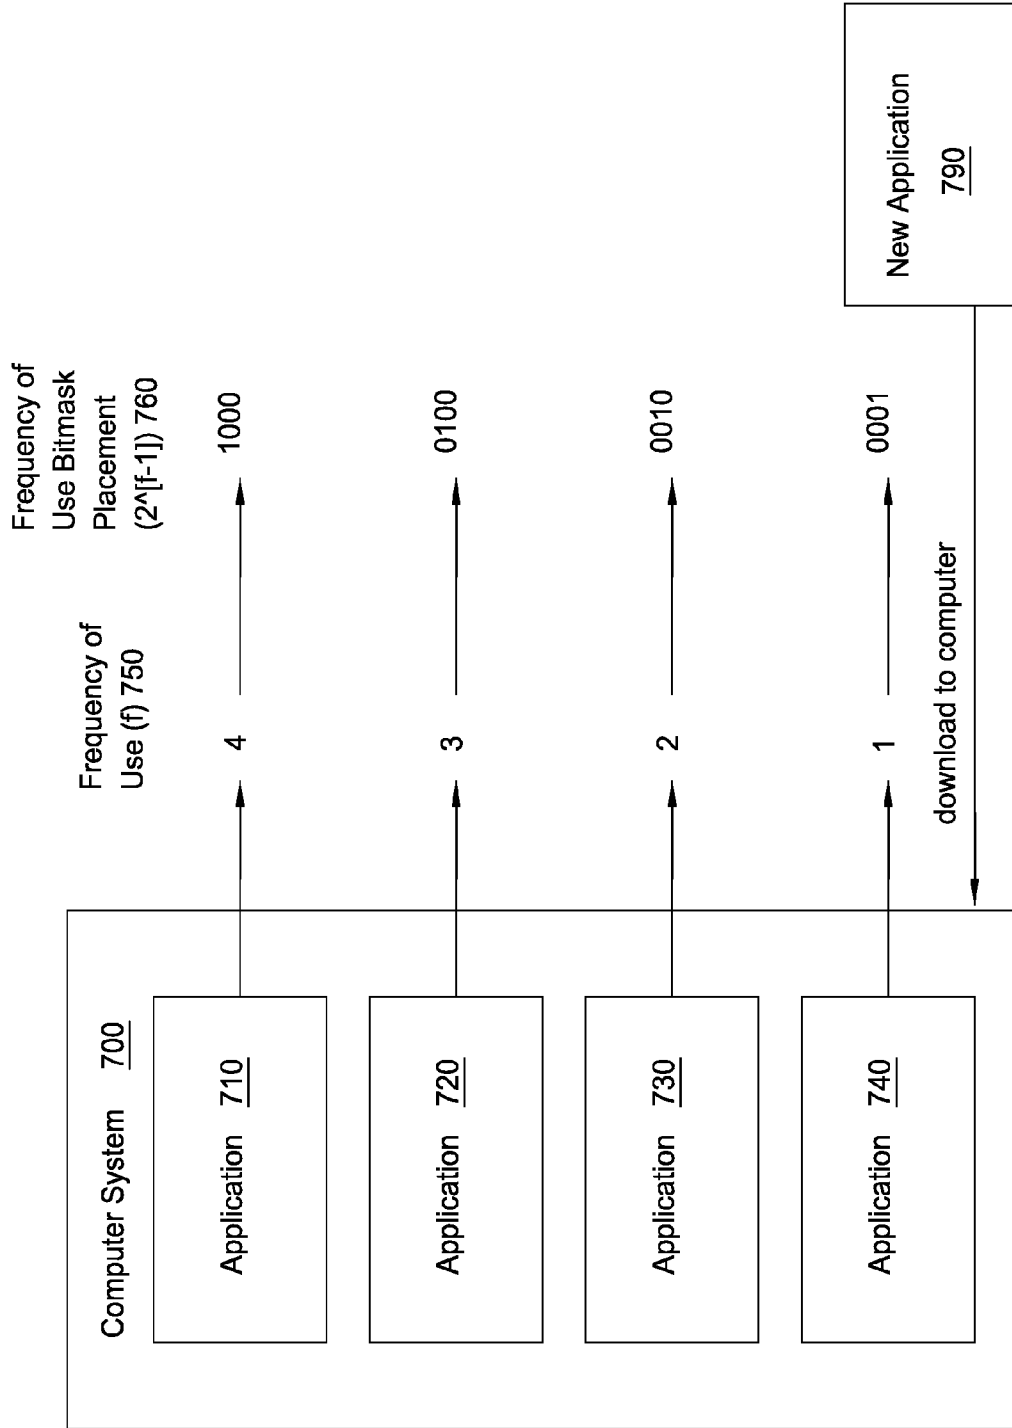 Frequency of
Use Bitmask
Placement
(2^[f-1]) 760
Frequency of
Use (f) 750
Computer System 700
Application 710
4
1000
Application 720
3
0100
Application 730
2
0010
Application 740
1
0001
download to computer
New Application
790